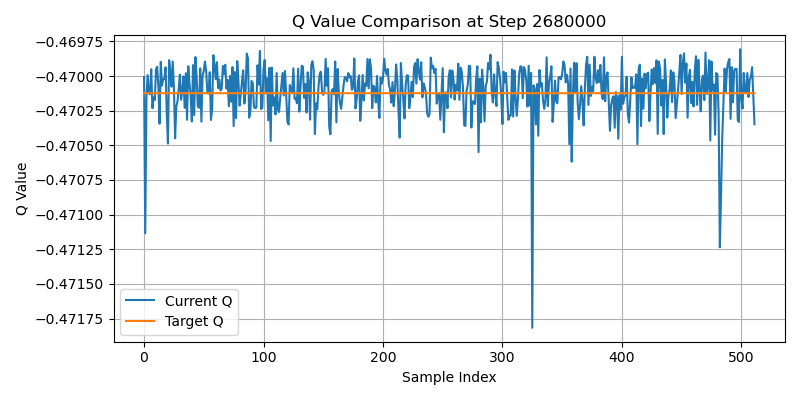 Q Value Comparison at Step 2680000
Q Value
−0.46975
−0.47000
−0.47025
−0.47050
−0.47075
−0.47100
−0.47125
−0.47150
−0.47175
Current Q
Target Q
0 100 200 300 400 500
Sample Index